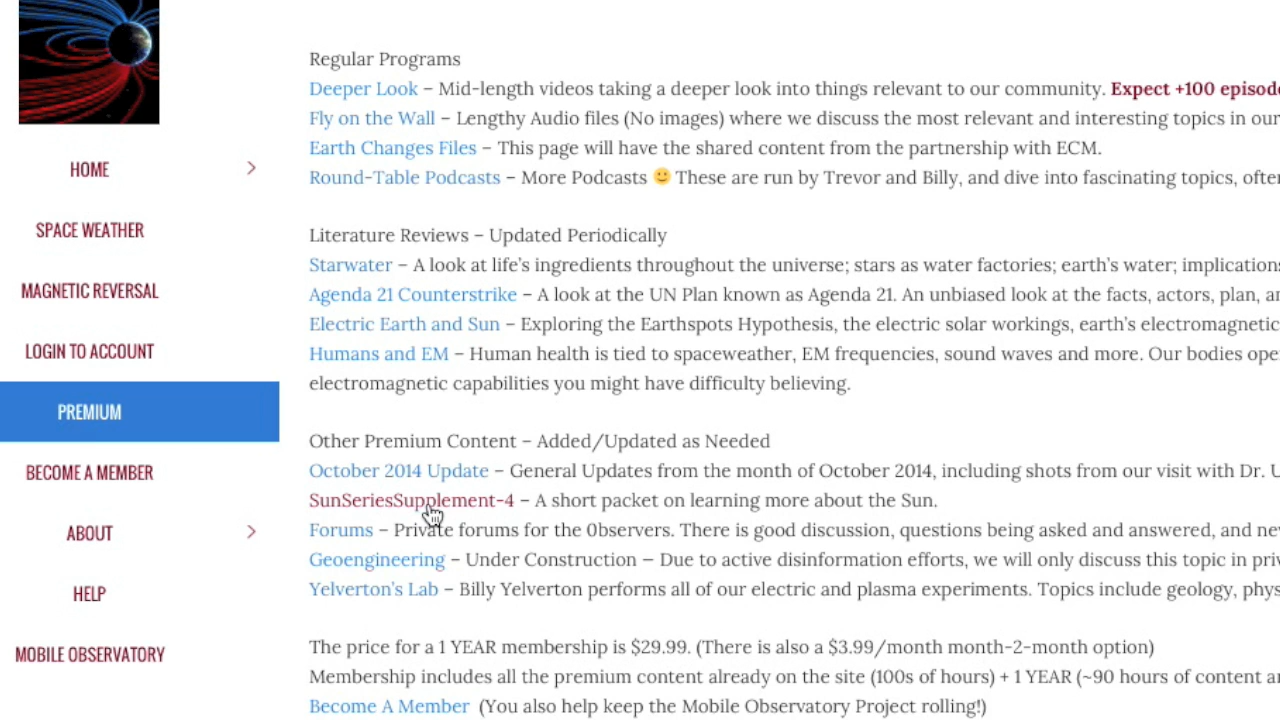 HOME
SPACE WEATHER
MAGNETIC REVERSAL
LOGIN TO ACCOUNT
PREMIUM
BECOME A MEMBER
ABOUT
HELP
MOBILE OBSERVATORY
Regular Programs
Deeper Look – Mid-length videos taking a deeper look into things relevant to our community. Expect +100
Fly on the Wall – Lengthy Audio files (No images) where we discuss the most relevant and interesting topics in our
Earth Changes Files – This page will have the shared content from the partnership with ECM.
Round-Table Podcasts – More Podcasts 🙂 These are run by Trevor and Billy, and dive into fascinating topics,
Literature Reviews – Updated Periodically
Starwater – A look at life's ingredients throughout the universe; stars as water factories; earth's water;
Agenda 21 Counterstrike – A look at the UN Plan known as Agenda 21. An unbiased look at the facts, actors, plan,
Electric Earth and Sun – Exploring the Earthspots Hypothesis, the electric solar workings, earth's electromagnetic
Humans and EM – Human health is tied to spaceweather, EM frequencies, sound waves and more. Our bodies
electromagnetic capabilities you might have difficulty believing.
Other Premium Content – Added/Updated as Needed
October 2014 Update – General Updates from the month of October 2014, including shots from our visit with Dr.
SunSeriesSupplement-4 – A short packet on learning more about the Sun.
Forums – Private forums for the 0bservers. There is good discussion, questions being asked and answered, and
Geoengineering – Under Construction — Due to active disinformation efforts, we will only discuss this topic in
Yelverton's Lab – Billy Yelverton performs all of our electric and plasma experiments. Topics include geology,
The price for a 1 YEAR membership is $29.99. (There is also a $3.99/month month-2-month option)
Membership includes all the premium content already on the site (100s of hours) + 1 YEAR (~90 hours of content
Become A Member (You also help keep the Mobile Observatory Project rolling!)